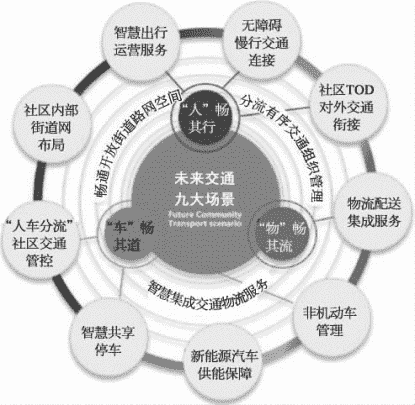 智慧出行
运营服务
无障碍
慢行交通
连接
社区内部
街道网
布局
社区TOD
对外交通
衔接
畅通开放街道路网空间
分流有序交通组织管理
"人"畅
其行
未来交通
九大场景
Future Community
Transport scenario
"人车分流"
社区交通
管控
"车"畅
其道
"物"畅
其流
物流配送
集成服务
智慧集成交通物流服务
智慧共享
停车
新能源汽车
供能保障
非机动车
管理